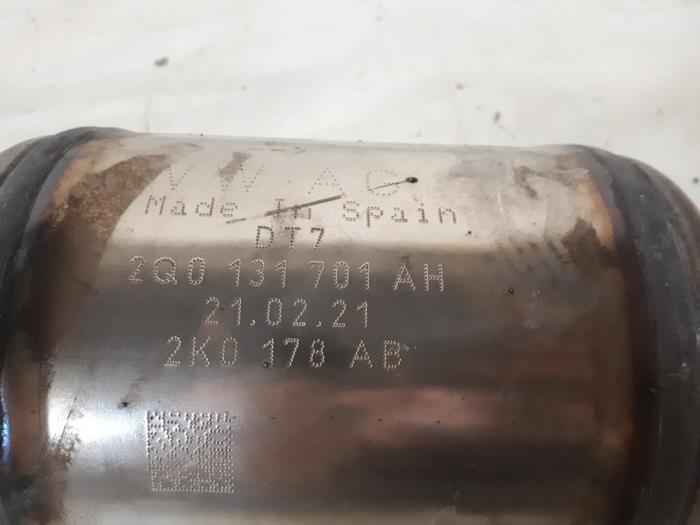 VW AG
Made In Spain
DT7
2Q0 131 701 AH
21.02.21
2K0 178 AB